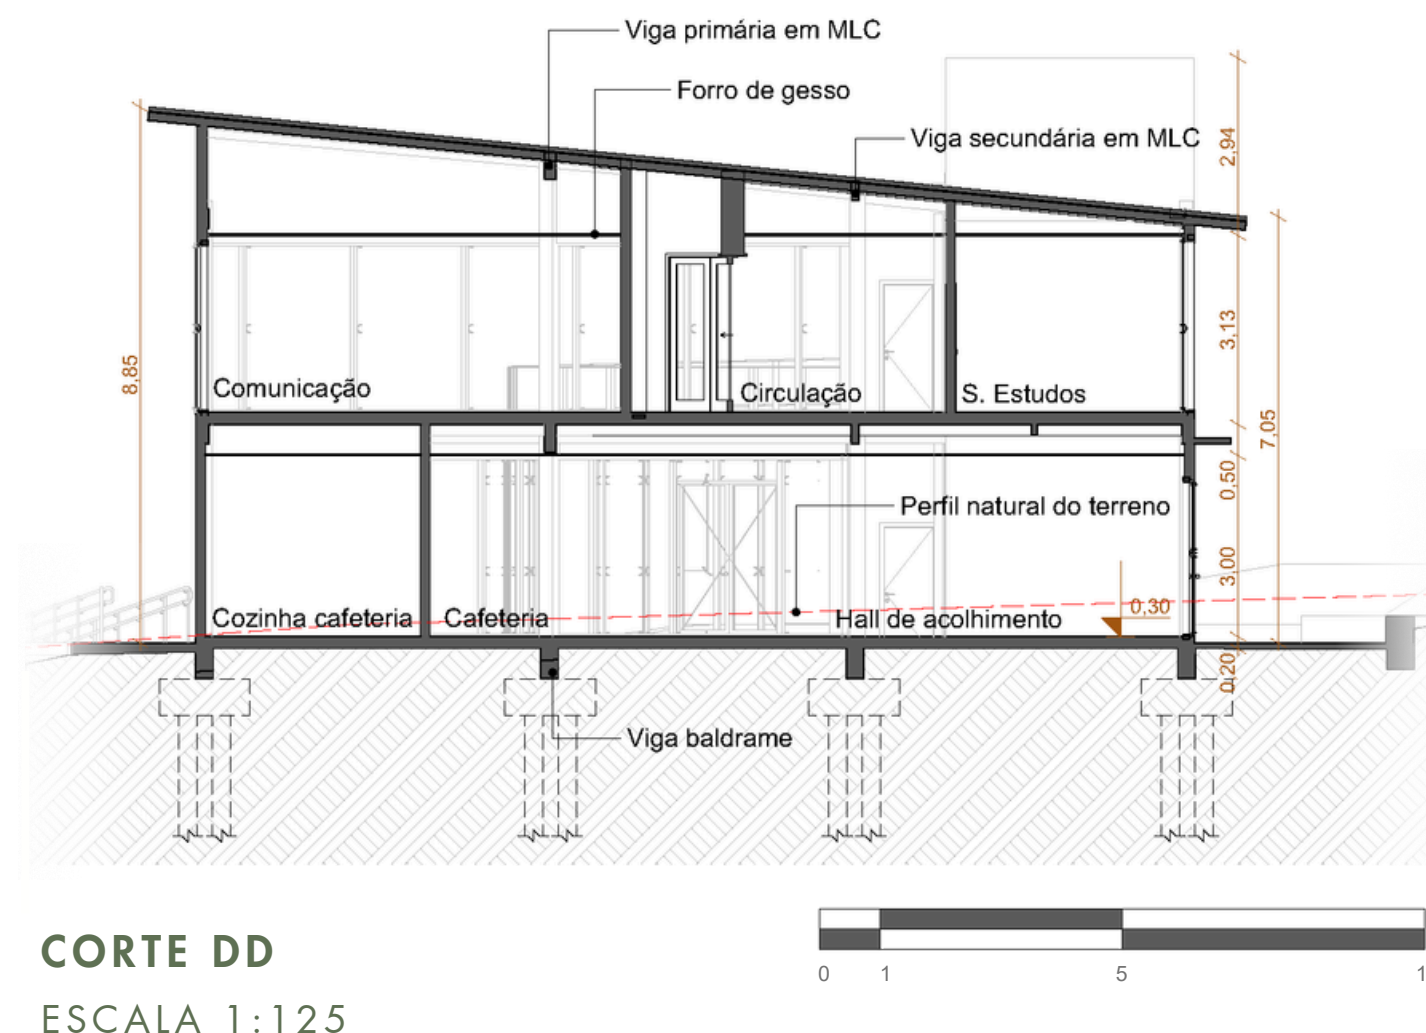 Viga primária em MLC
Forro de gesso
Viga secundária em MLC
2,94
8,85
3,13
7,05
Comunicação
Circulação
S. Estudos
0,50
Perfil natural do terreno
3,00
0,30
Cozinha cafeteria
Cafeteria
Hall de acolhimento
0,20
Viga baldrame
CORTE DD
ESCALA 1:125
0 1 5 1